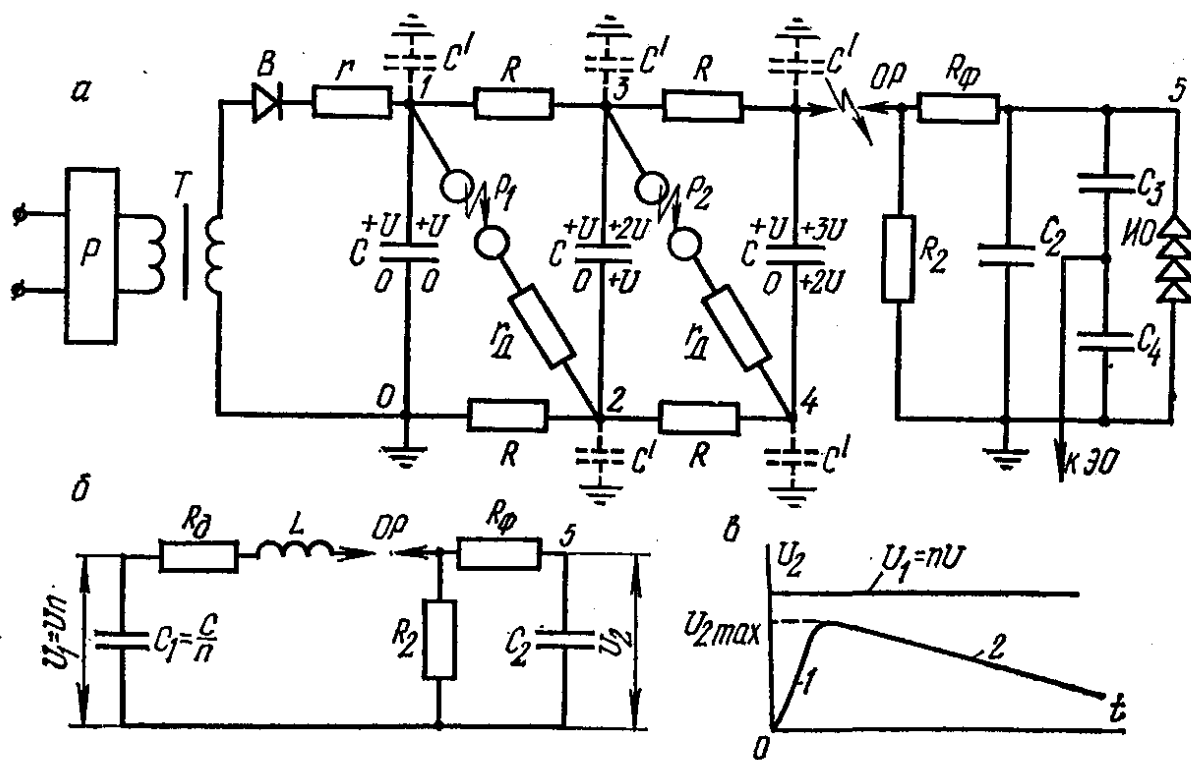 а
B
r
1
C'
R
3
C'
R
C'
ОР
Rф
5
T
P
P1
P2
C3
+U +U
C
0 0
+U +2U
C
0 +U
+U +3U
0 +2U
R2
C2
ИО
rД
rД
C4
0
2
4
R
R
C'
C'
кЭО
б
Rд
L
ОР
Rф
5
U1=Un
C1=C/n
R2
C2
U2
в
U2
U1=nU
U2max
1
2
t
0